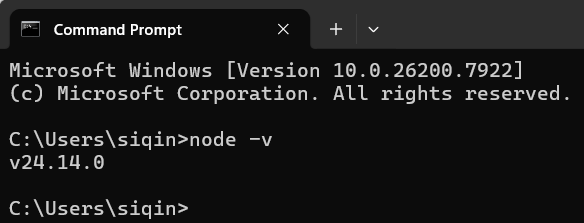 Command Prompt
Microsoft Windows [Version 10.0.26200.7922]
(c) Microsoft Corporation. All rights reserved.
C:\Users\siqin>node -v
v24.14.0
C:\Users\siqin>